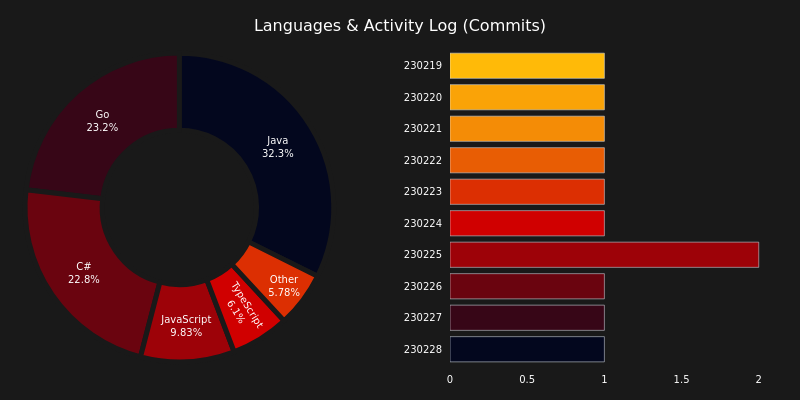 Languages & Activity Log (Commits)
Java
32.3%
Go
23.2%
C#
22.8%
JavaScript
9.83%
TypeScript
6.1%
Other
5.78%
230219
230220
230221
230222
230223
230224
230225
230226
230227
230228
0 0.5 1 1.5 2